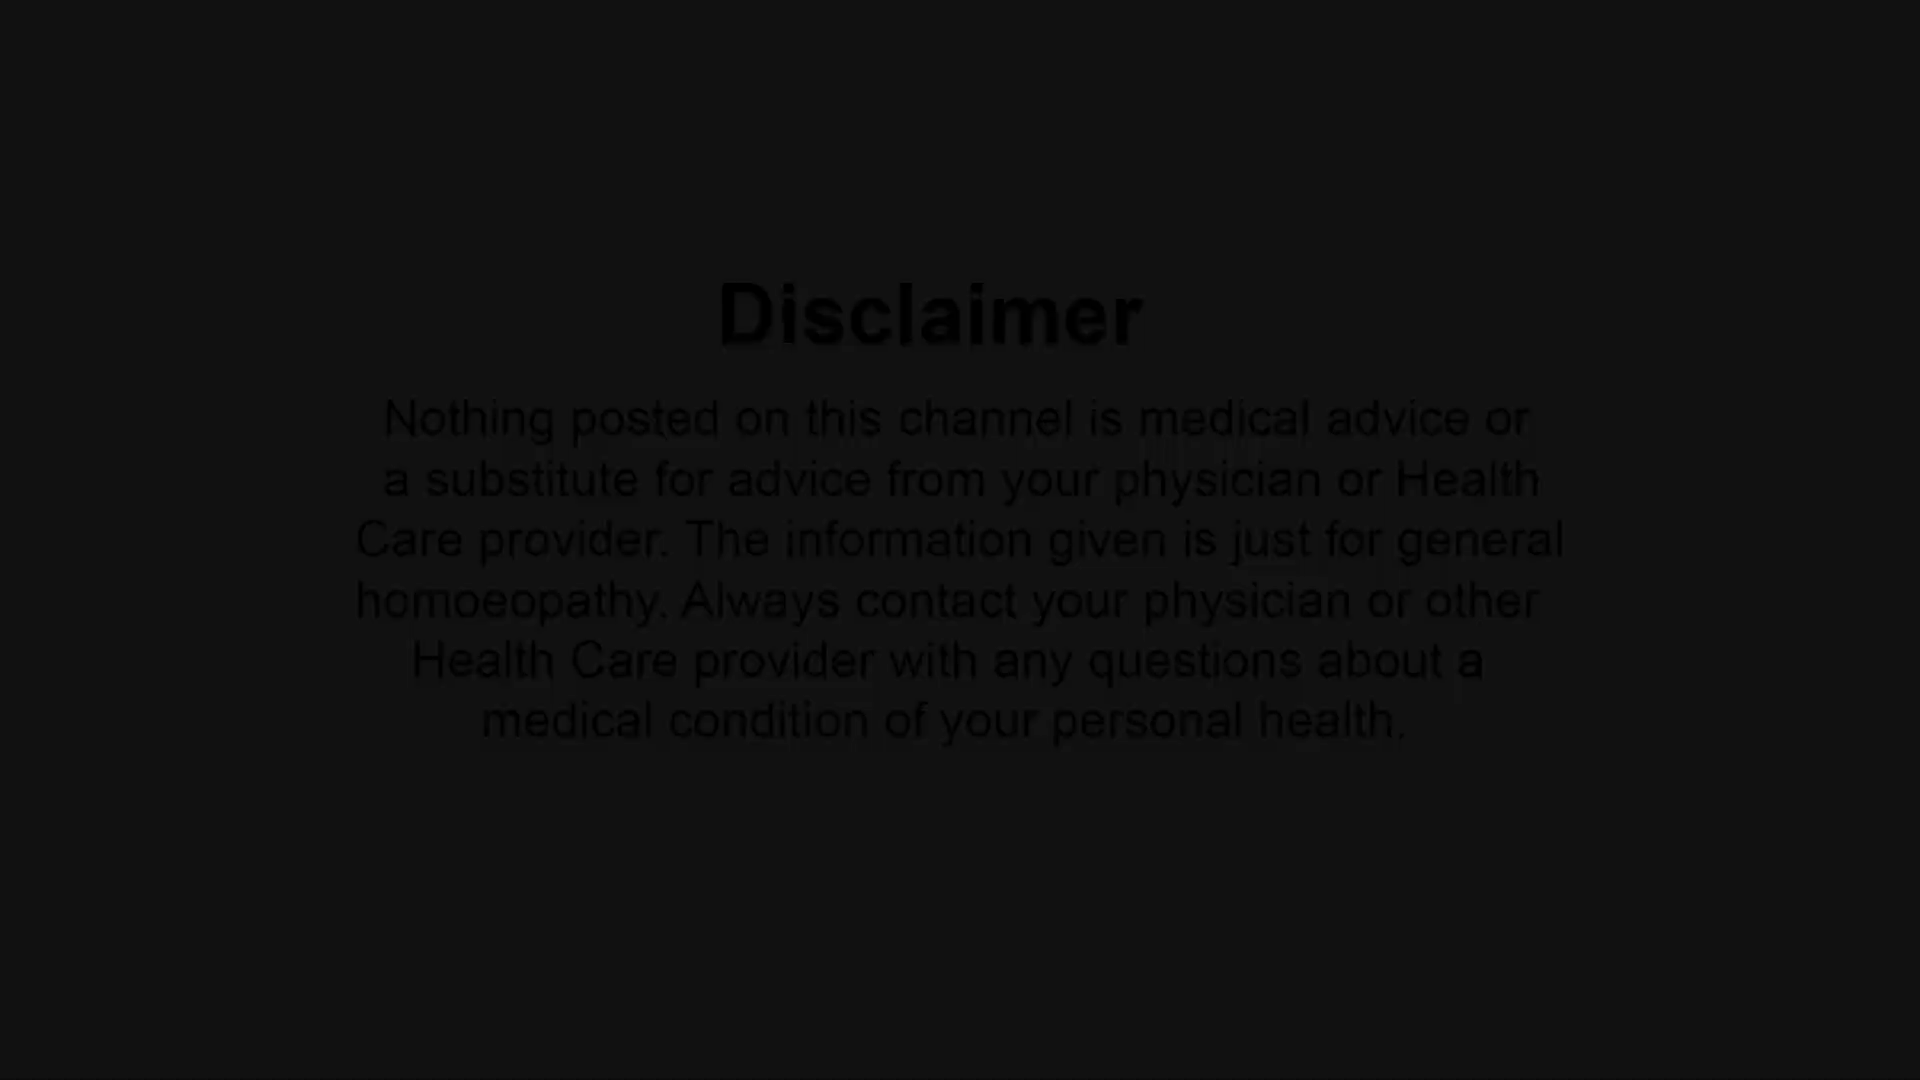 Disclaimer
Nothing posted on this channel is medical advice or
a substitute for advice from your physician or Health
Care provider. The information given is just for general
homoeopathy. Always contact your physician or other
Health Care provider with any questions about a
medical condition of your personal health.